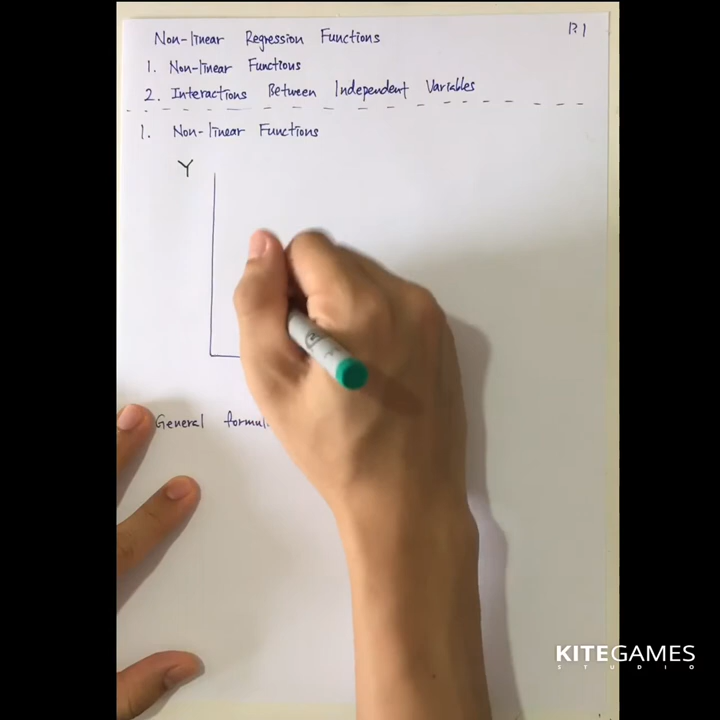 Non-linear Regression Functions
B1
1. Non-linear Functions
2. Interactions Between Independent Variables
1. Non-linear Functions
Y
General
KITEGAMES
STUDIO